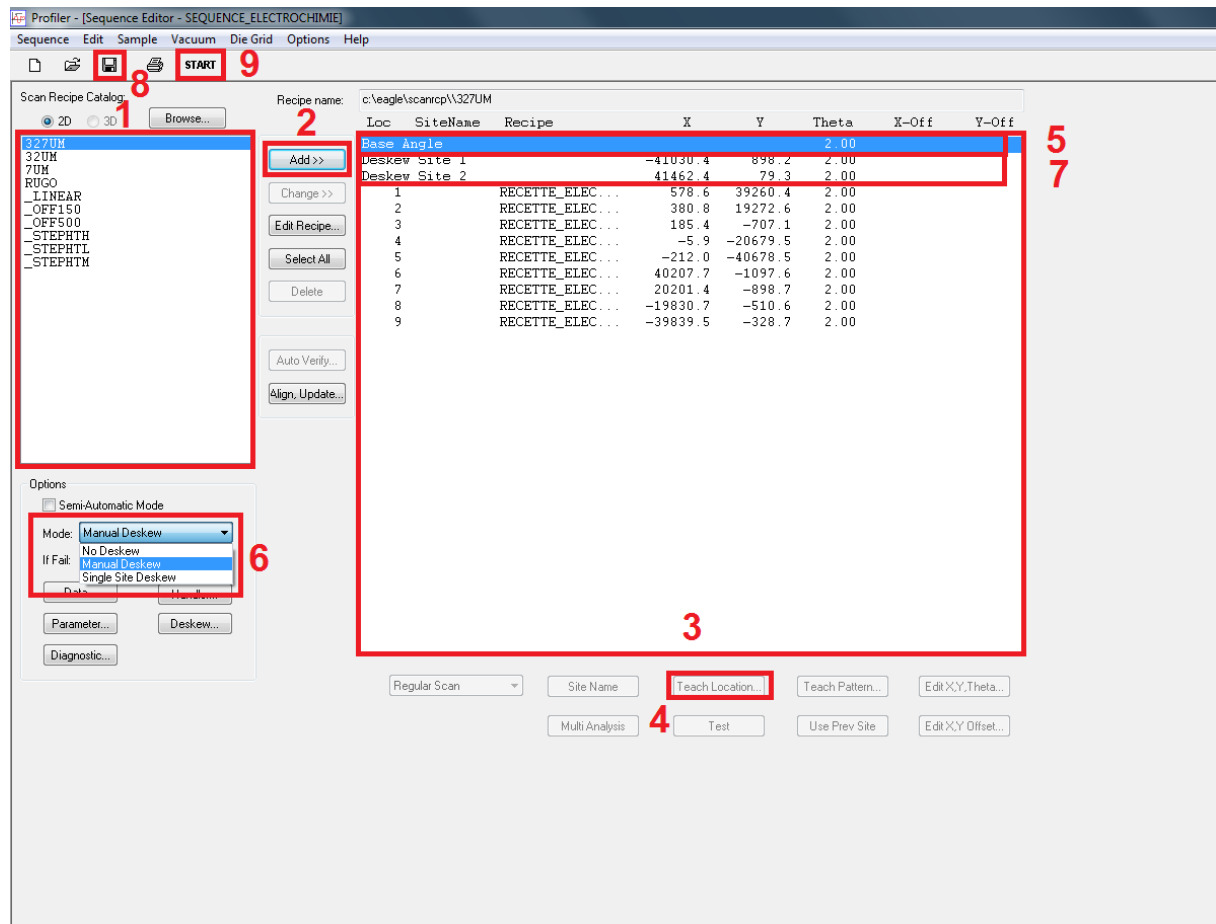 Profiler - [Sequence Editor - SEQUENCE_ELECTROCHIMIE]
Sequence Edit Sample Vacuum Die Grid Options Help
START 9
8
Scan Recipe Catalog:
1
2D 3D Browse...
Recipe name: c:\eagle\scanrcp\\327UM
2
Loc SiteName Recipe X Y Theta X-Off Y-Off
327UM
32UM
7UM
RUGO
_LINEAR
_OFF150
_OFF500
_STEPHTH
_STEPHTL
_STEPHTM
Add >>
Change >>
Edit Recipe...
Select All
Delete
Auto Verify...
Align, Update...
Base Angle 2.00
5
Deskew Site 1 -41030.4 898.2 2.00
7
Deskew Site 2 41462.4 79.3 2.00
1 RECETTE_ELEC... 578.6 39260.4 2.00
2 RECETTE_ELEC... 380.8 19272.6 2.00
3 RECETTE_ELEC... 185.4 -707.1 2.00
4 RECETTE_ELEC... -5.9 -20679.5 2.00
5 RECETTE_ELEC... -212.0 -40678.5 2.00
6 RECETTE_ELEC... 40207.7 -1097.6 2.00
7 RECETTE_ELEC... 20201.4 -898.7 2.00
8 RECETTE_ELEC... -19830.7 -510.6 2.00
9 RECETTE_ELEC... -39839.5 -328.7 2.00
3
Options
Semi-Automatic Mode
Mode: Manual Deskew
No Deskew
If Fail: Manual Deskew
Single Site Deskew
6
Parameter... Deskew...
Diagnostic...
Regular Scan Site Name Teach Location... Teach Pattern... Edit X,Y,Theta...
4
Multi Analysis Test Use Prev Site Edit X,Y Offset...